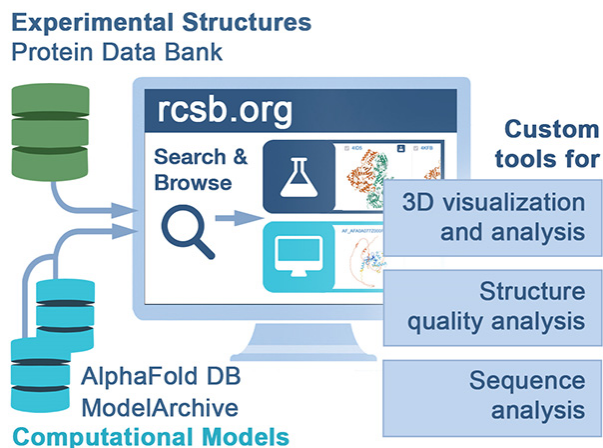 Experimental Structures
Protein Data Bank
rcsb.org
Search &
Browse
Custom
tools for
3D visualization
and analysis
Structure
quality analysis
Sequence
analysis
AlphaFold DB
ModelArchive
Computational Models